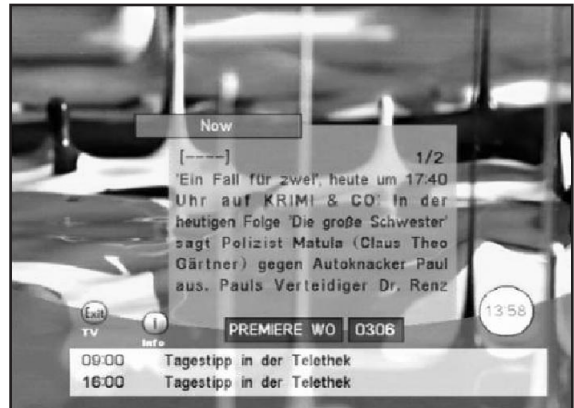 Now
[----] 1/2
'Ein Fall für zwei', heute um 17.40
Uhr auf KRIMI & CO! In der
heutigen Folge 'Die große Schwester'
sagt Polizist Matula (Claus Theo
Gärtner) gegen Autoknacker Paul
aus. Pauls Verteidiger Dr. Renz
Exit
TV
i
Info
PREMIERE WO 0306
13:58
09:00 Tagestipp in der Telethek
16:00 Tagestipp in der Telethek